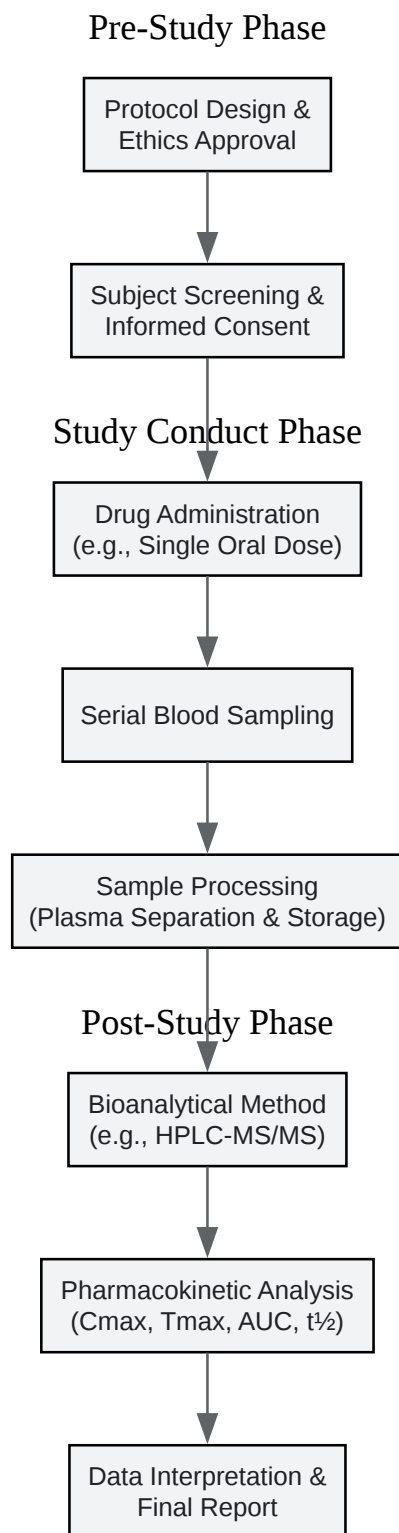 Pre-Study Phase
Protocol Design &
Ethics Approval
Subject Screening &
Informed Consent
Study Conduct Phase
Drug Administration
(e.g., Single Oral Dose)
Serial Blood Sampling
Sample Processing
(Plasma Separation & Storage)
Post-Study Phase
Bioanalytical Method
(e.g., HPLC-MS/MS)
Pharmacokinetic Analysis
(Cmax, Tmax, AUC, t½)
Data Interpretation &
Final Report